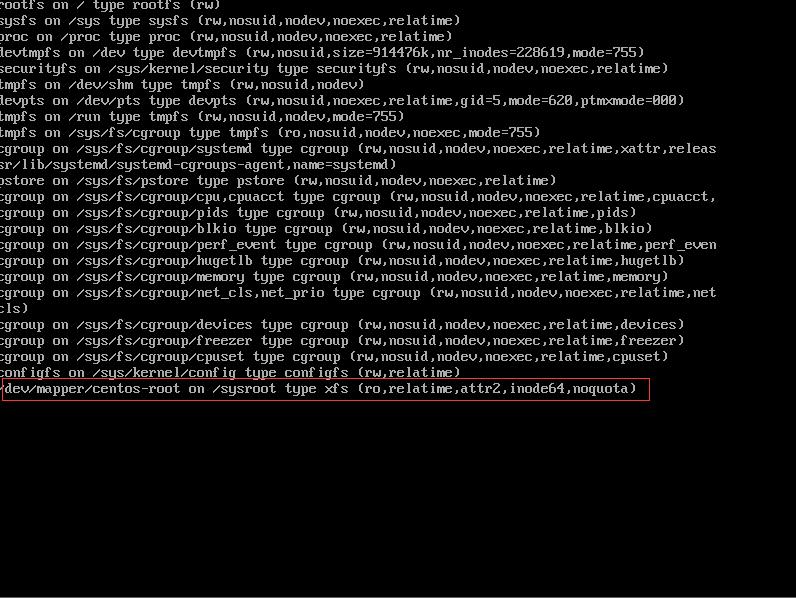 rootfs on / type rootfs (rw)
sysfs on /sys type sysfs (rw,nosuid,nodev,noexec,relatime)
proc on /proc type proc (rw,nosuid,nodev,noexec,relatime)
devtmpfs on /dev type devtmpfs (rw,nosuid,size=914476k,nr_inodes=228619,mode=755)
securityfs on /sys/kernel/security type securityfs (rw,nosuid,nodev,noexec,relatime)
tmpfs on /dev/shm type tmpfs (rw,nosuid,nodev)
devpts on /dev/pts type devpts (rw,nosuid,noexec,relatime,gid=5,mode=620,ptmxmode=000)
tmpfs on /run type tmpfs (rw,nosuid,nodev,mode=755)
tmpfs on /sys/fs/cgroup type tmpfs (ro,nosuid,nodev,noexec,mode=755)
cgroup on /sys/fs/cgroup/systemd type cgroup (rw,nosuid,nodev,noexec,relatime,xattr,releas
sr/lib/systemd/systemd-cgroups-agent,name=systemd)
pstore on /sys/fs/pstore type pstore (rw,nosuid,nodev,noexec,relatime)
cgroup on /sys/fs/cgroup/cpu,cpuacct type cgroup (rw,nosuid,nodev,noexec,relatime,cpuacct,
cgroup on /sys/fs/cgroup/pids type cgroup (rw,nosuid,nodev,noexec,relatime,pids)
cgroup on /sys/fs/cgroup/blkio type cgroup (rw,nosuid,nodev,noexec,relatime,blkio)
cgroup on /sys/fs/cgroup/perf_event type cgroup (rw,nosuid,nodev,noexec,relatime,perf_even
cgroup on /sys/fs/cgroup/hugetlb type cgroup (rw,nosuid,nodev,noexec,relatime,hugetlb)
cgroup on /sys/fs/cgroup/memory type cgroup (rw,nosuid,nodev,noexec,relatime,memory)
cgroup on /sys/fs/cgroup/net_cls,net_prio type cgroup (rw,nosuid,nodev,noexec,relatime,net
cls)
cgroup on /sys/fs/cgroup/devices type cgroup (rw,nosuid,nodev,noexec,relatime,devices)
cgroup on /sys/fs/cgroup/freezer type cgroup (rw,nosuid,nodev,noexec,relatime,freezer)
cgroup on /sys/fs/cgroup/cpuset type cgroup (rw,nosuid,nodev,noexec,relatime,cpuset)
configfs on /sys/kernel/config type configfs (rw,relatime)
/dev/mapper/centos-root on /sysroot type xfs (ro,relatime,attr2,inode64,noquota)